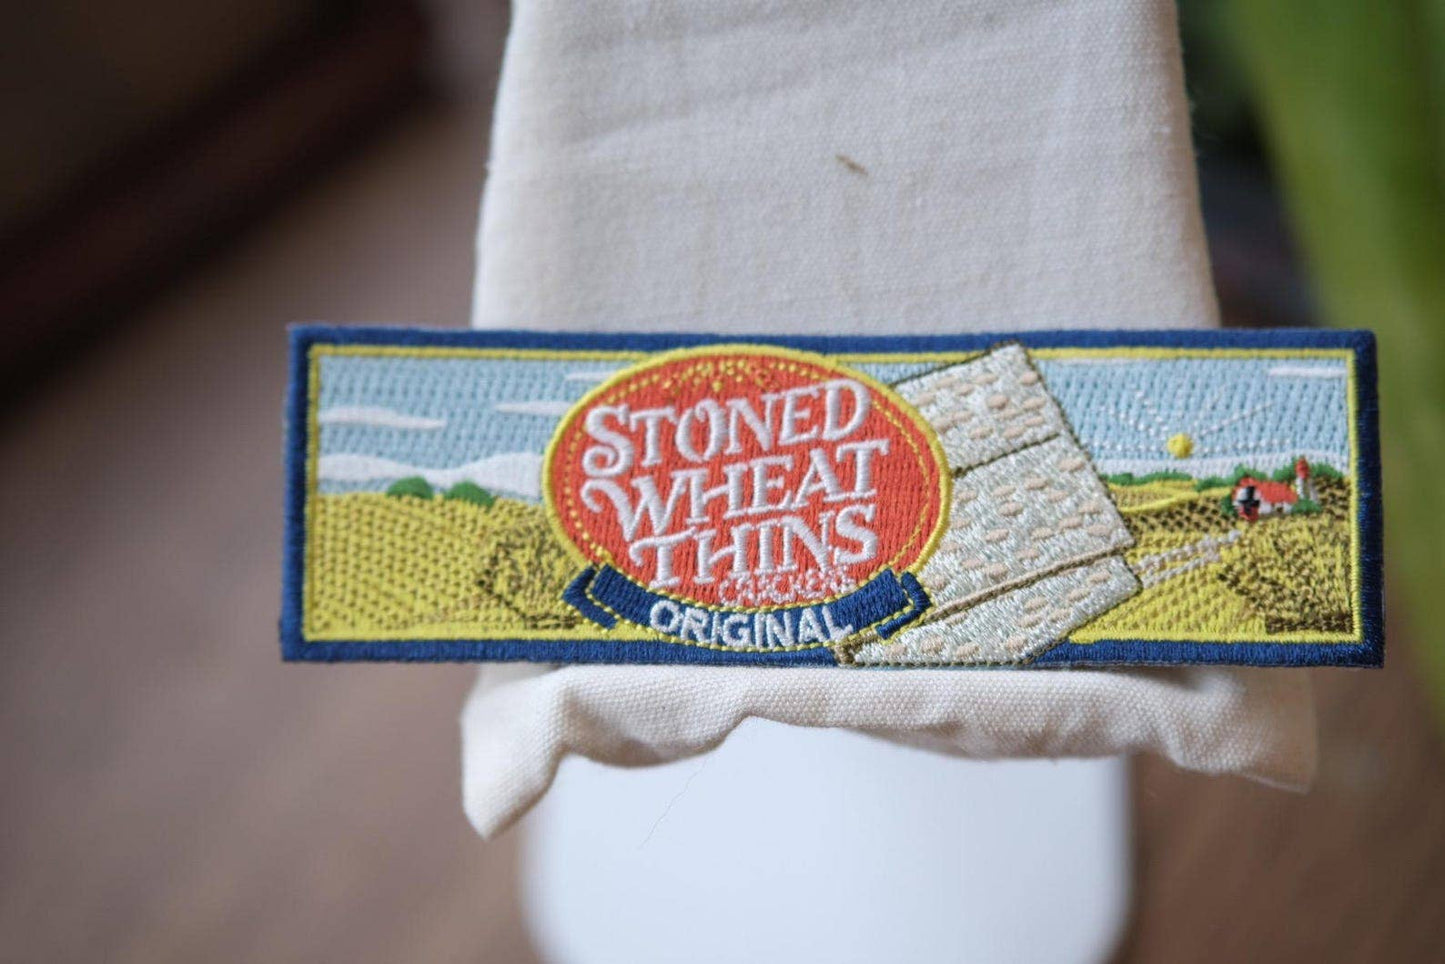 STONED
WHEAT
THINS
CRACKERS
ORIGINAL